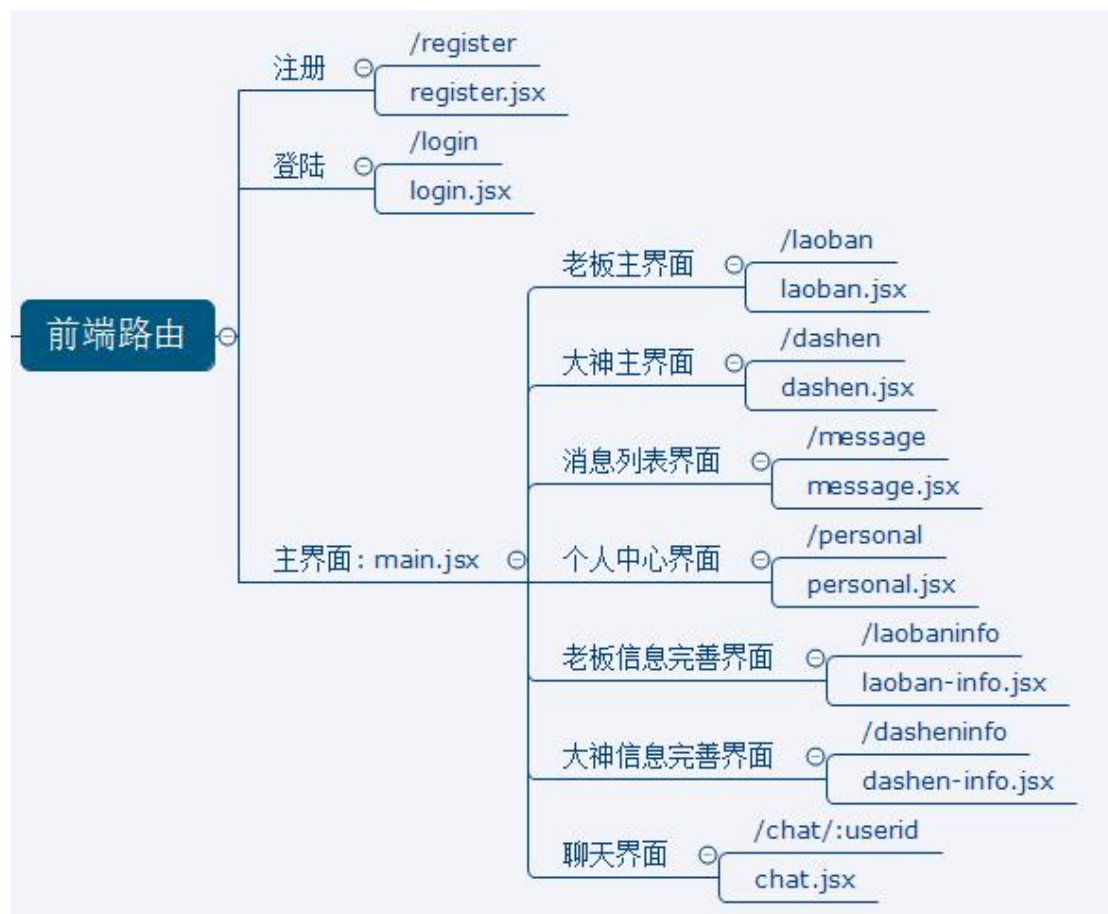 前端路由
注册
/register
register.jsx
登陆
/login
login.jsx
主界面：main.jsx
老板主界面
/laoban
laoban.jsx
大神主界面
/dashen
dashen.jsx
消息列表界面
/message
message.jsx
个人中心界面
/personal
personal.jsx
老板信息完善界面
/laobaninfo
laoban-info.jsx
大神信息完善界面
/dasheninfo
dashen-info.jsx
聊天界面
/chat/:userid
chat.jsx